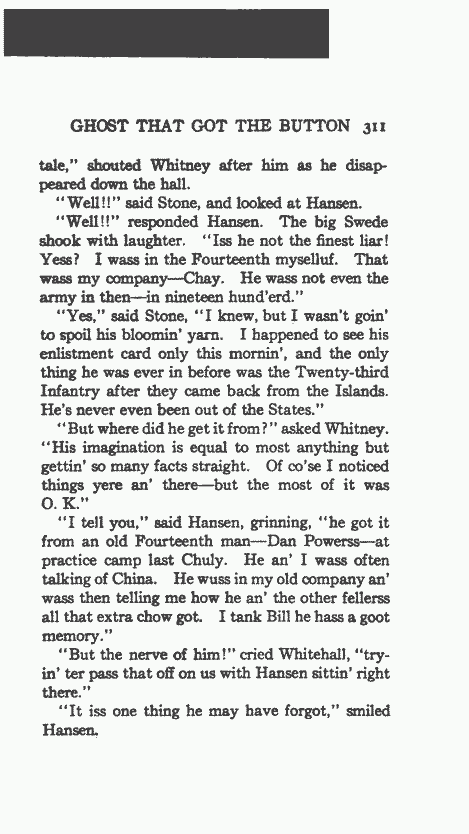 GHOST THAT GOT THE BUTTON 311
tale," shouted Whitney after him as he disap-
peared down the hall.
"Well!!" said Stone, and looked at Hansen.
"Well!!" responded Hansen. The big Swede
shook with laughter. "Iss he not the finest liar!
Yess? I wass in the Fourteenth myselluf. That
wass my company—Chay. He wass not even the
army in then—in nineteen hund'erd."
"Yes," said Stone, "I knew, but I wasn't goin'
to spoil his bloomin' yarn. I happened to see his
enlistment card only this mornin', and the only
thing he was ever in before was the Twenty-third
Infantry after they came back from the Islands.
He's never even been out of the States."
"But where did he get it from?" asked Whitney.
"His imagination is equal to most anything but
gettin' so many facts straight. Of co'se I noticed
things yere an' there—but the most of it was
O. K."
"I tell you," said Hansen, grinning, "he got it
from an old Fourteenth man—Dan Powerss—at
practice camp last Chuly. He an' I wass often
talking of China. He wuss in my old company an'
wass then telling me how he an' the other fellerss
all that extra chow got. I tank Bill he hass a goot
memory."
"But the nerve of him!" cried Whitehall, "try-
in' ter pass that off on us with Hansen sittin' right
there."
"It iss one thing he may have forgot," smiled
Hansen.